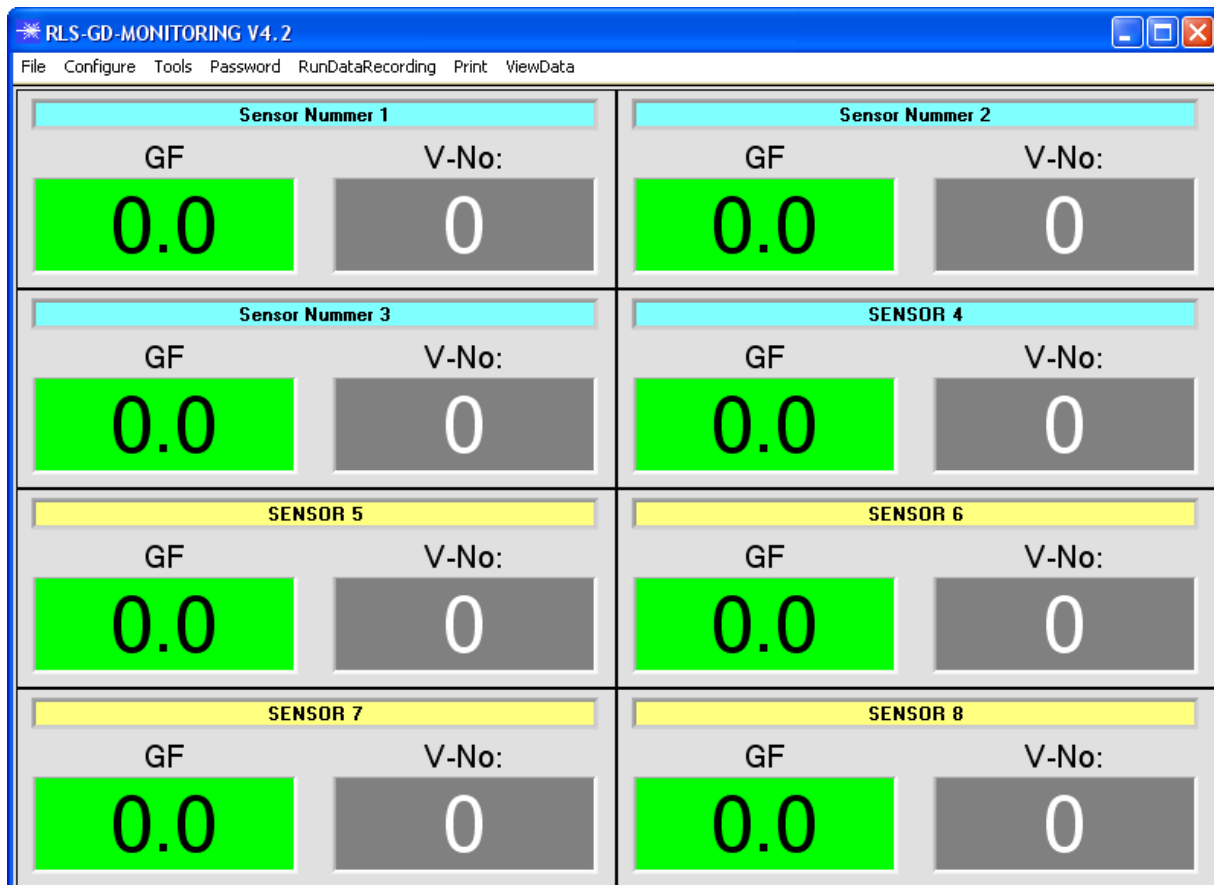 RLS-GD-MONITORING V4.2
File Configure Tools Password RunDataRecording Print ViewData
Sensor Nummer 1
GF V-No:
0.0 0
Sensor Nummer 2
GF V-No:
0.0 0
Sensor Nummer 3
GF V-No:
0.0 0
SENSOR 4
GF V-No:
0.0 0
SENSOR 5
GF V-No:
0.0 0
SENSOR 6
GF V-No:
0.0 0
SENSOR 7
GF V-No:
0.0 0
SENSOR 8
GF V-No:
0.0 0